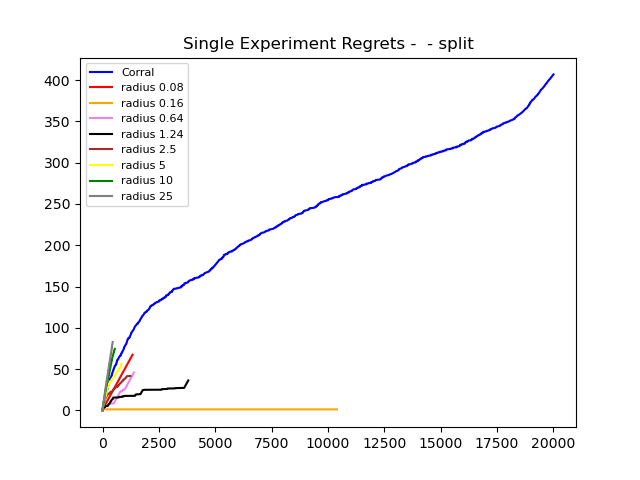 Single Experiment Regrets -  - split
400
350
300
250
200
150
100
50
0
Corral
radius 0.08
radius 0.16
radius 0.64
radius 1.24
radius 2.5
radius 5
radius 10
radius 25
0 2500 5000 7500 10000 12500 15000 17500 20000